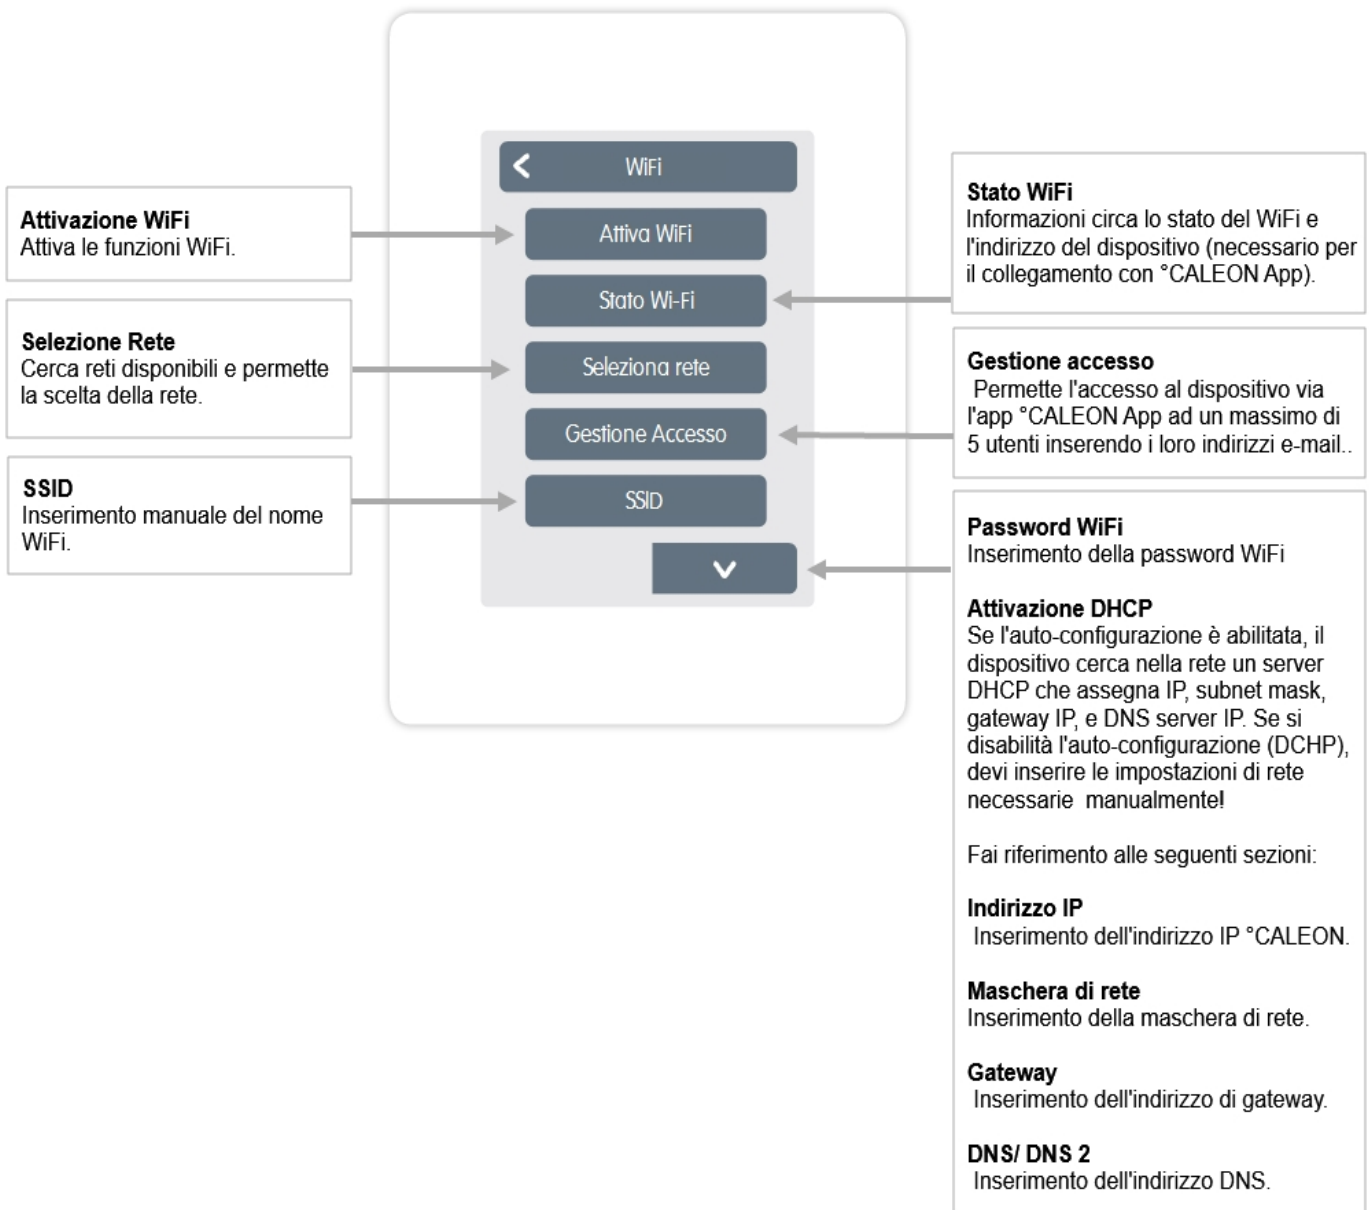 WiFi
Attiva WiFi
Stato Wi-Fi
Seleziona rete
Gestione Accesso
SSID
Attivazione WiFi
Attiva le funzioni WiFi.
Selezione Rete
Cerca reti disponibili e permette
la scelta della rete.
SSID
Inserimento manuale del nome
WiFi.
Stato WiFi
Informazioni circa lo stato del WiFi e
l'indirizzo del dispositivo (necessario per
il collegamento con °CALEON App).
Gestione accesso
Permette l'accesso al dispositivo via
l'app °CALEON App ad un massimo di
5 utenti inserendo i loro indirizzi e-mail..
Password WiFi
Inserimento della password WiFi
Attivazione DHCP
Se l'auto-configurazione è abilitata, il
dispositivo cerca nella rete un server
DHCP che assegna IP, subnet mask,
gateway IP, e DNS server IP. Se si
disabilità l'auto-configurazione (DCHP),
devi inserire le impostazioni di rete
necessarie manualmente!
Fai riferimento alle seguenti sezioni:
Indirizzo IP
Inserimento dell'indirizzo IP °CALEON.
Maschera di rete
Inserimento della maschera di rete.
Gateway
Inserimento dell'indirizzo di gateway.
DNS/ DNS 2
Inserimento dell'indirizzo DNS.